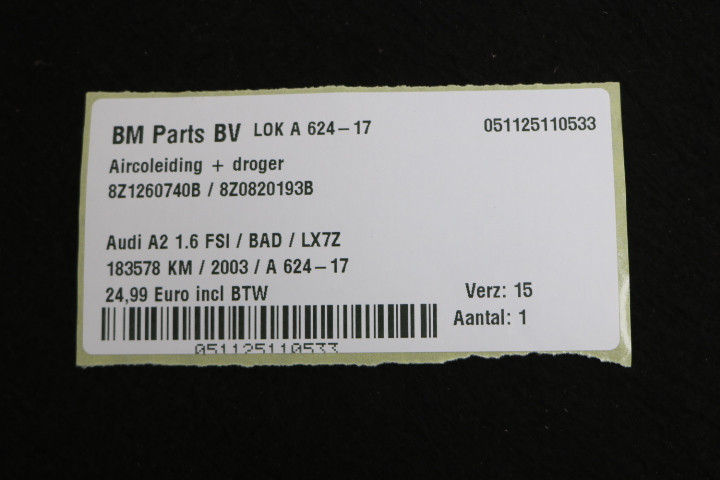 BM Parts BV LOK A 624-17 051125110533
Aircoleiding + droger
8Z1260740B / 8Z0820193B
Audi A2 1.6 FSI / BAD / LX7Z
183578 KM / 2003 / A 624-17
24,99 Euro incl BTW Verz: 15
Aantal: 1
051125110533